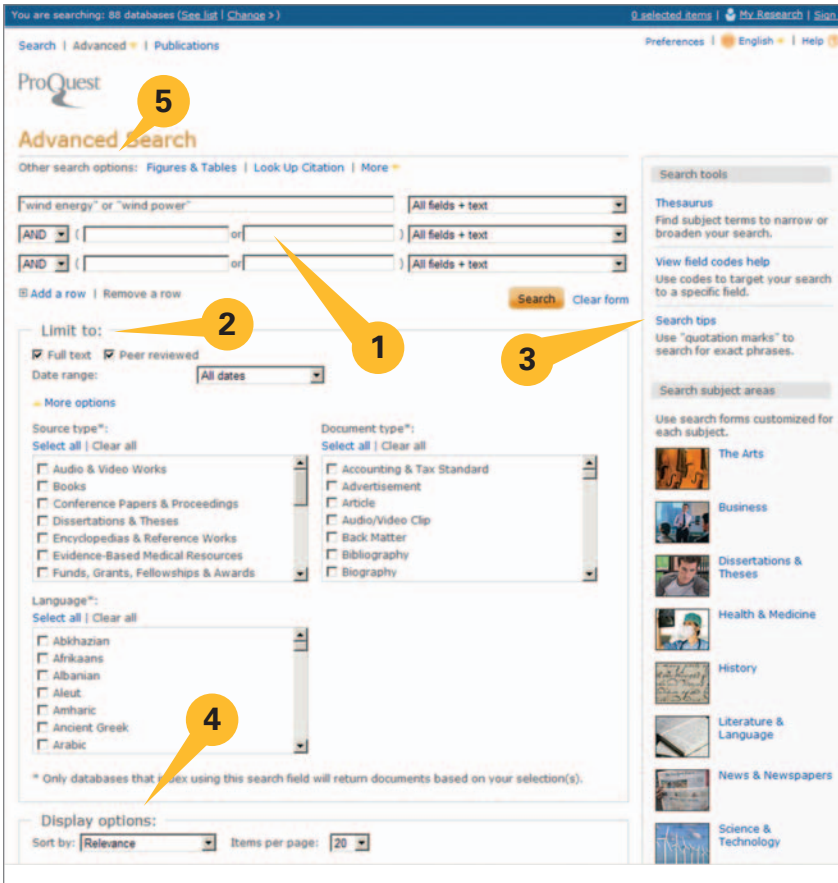 You are searching: 88 databases (See list | Change >)
0 selected items | My Research | Sign
Search | Advanced | Publications
Preferences | English | Help
ProQuest
5
Advanced Search
Other search options: Figures & Tables | Look Up Citation | More
"wind energy" or "wind power" All fields + text
AND ( or ) All fields + text
AND ( or ) All fields + text
Add a row | Remove a row
Search Clear form
2
1
Limit to:
Full text Peer reviewed
Date range: All dates
More options
Source type*:
Select all | Clear all
Audio & Video Works
Books
Conference Papers & Proceedings
Dissertations & Theses
Encyclopedias & Reference Works
Evidence-Based Medical Resources
Funds, Grants, Fellowships & Awards
Document type*:
Select all | Clear all
Accounting & Tax Standard
Advertisement
Article
Audio/Video Clip
Back Matter
Bibliography
Biography
Language*:
Select all | Clear all
Abkhazian
Afrikaans
Albanian
Aleut
Amharic
Ancient Greek
Arabic
4
* Only databases that index using this search field will return documents based on your selection(s).
Display options:
Sort by: Relevance Items per page: 20
Search tools
Thesaurus
Find subject terms to narrow or
broaden your search.
View field codes help
Use codes to target your search
to a specific field.
3
Search tips
Use "quotation marks" to
search for exact phrases.
Search subject areas
Use search forms customized for
each subject.
The Arts
Business
Dissertations &
Theses
Health & Medicine
History
Literature &
Language
News & Newspapers
Science &
Technology